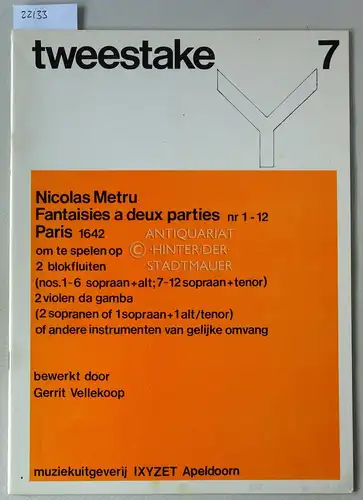 22133
tweestake 7
Nicolas Metru
Fantaisies a deux parties nr 1-12
Paris 1642
om te spelen op
2 blokfluiten
(nos.1-6 sopraan+alt;7-12 sopraan+tenor)
2 violen da gamba
(2 sopranen of 1 sopraan+1 alt/tenor)
of andere instrumenten van gelijke omvang
ANTIQUARIAT
© HINTER DER
STADTMAUER
bewerkt door
Gerrit Vellekoop
muziekuitgeverij IXYZET Apeldoorn